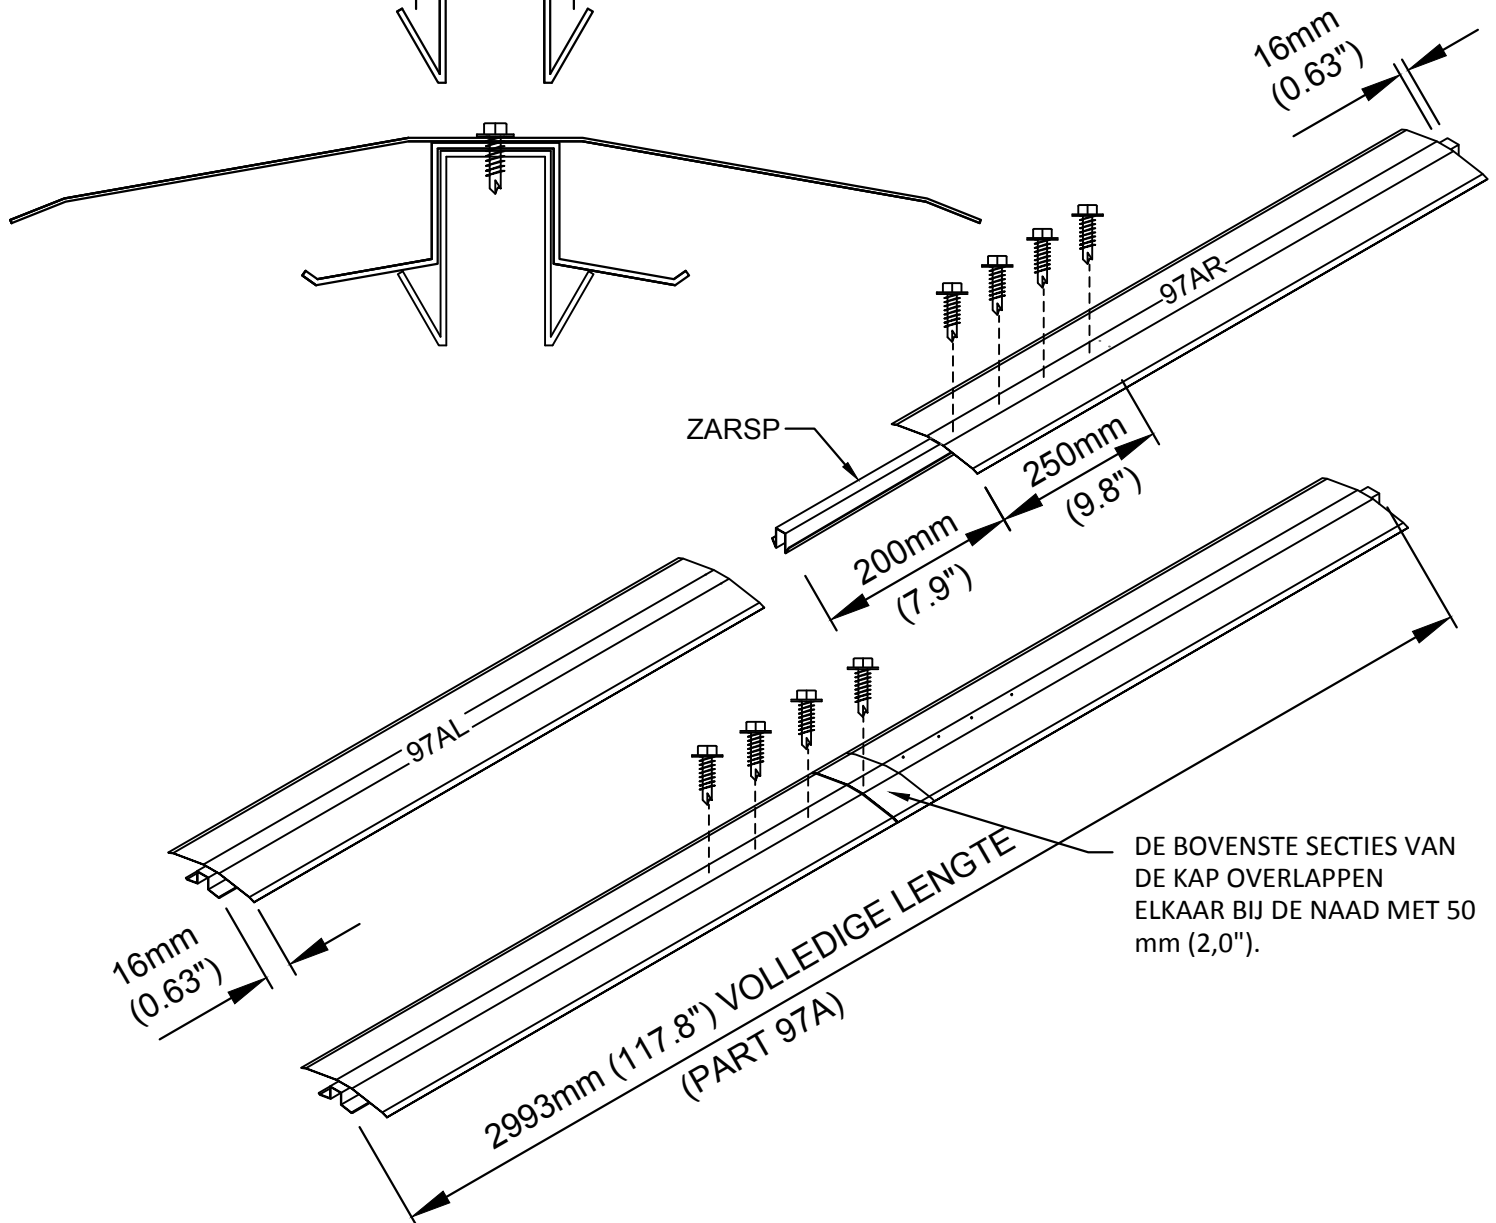 16mm
(0.63")
97AR
ZARSP
250mm
(9.8")
200mm
(7.9")
97AL
16mm
(0.63")
DE BOVENSTE SECTIES VAN
DE KAP OVERLAPPEN
ELKAAR BIJ DE NAAD MET 50
mm (2,0").
2993mm (117.8") VOLLEDIGE LENGTE
(PART 97A)